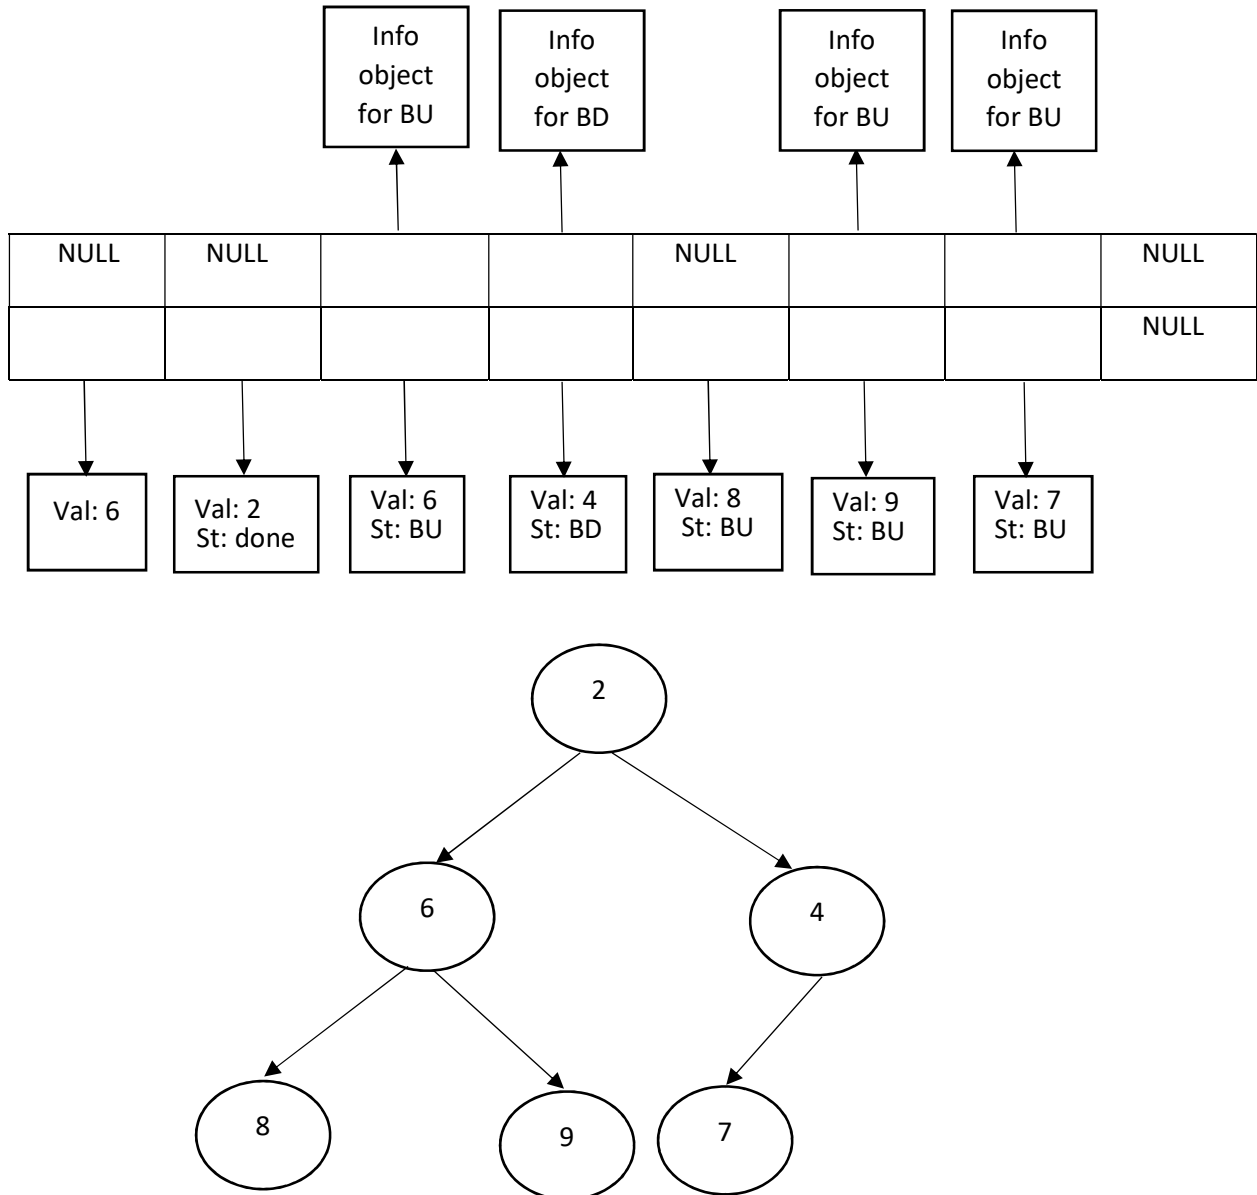 Info
object
for BU
Info
object
for BD
Info
object
for BU
Info
object
for BU
NULL NULL NULL NULL
NULL
Val: 6
Val: 2
St: done
Val: 6
St: BU
Val: 4
St: BD
Val: 8
St: BU
Val: 9
St: BU
Val: 7
St: BU
2
6
4
8
9
7